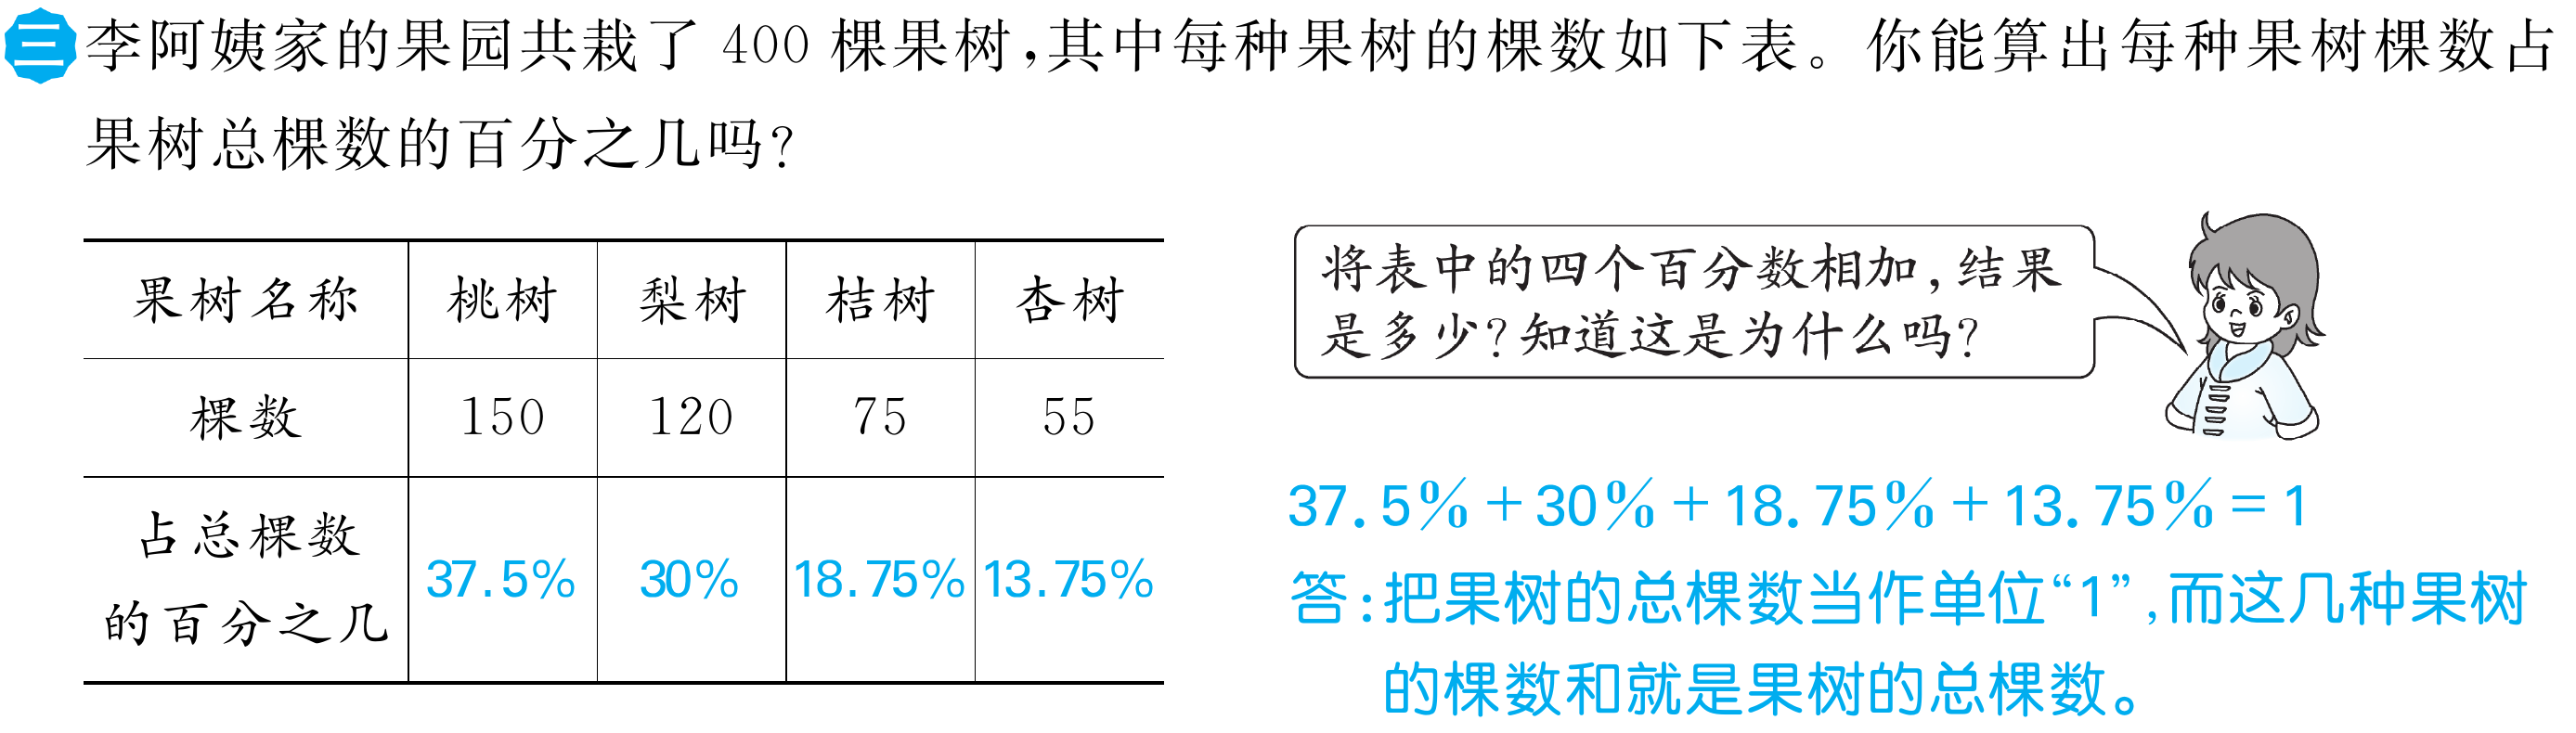 三 李阿姨家的果园共栽了 400 棵果树,其中每种果树的棵数如下表。你能算出每种果树棵数占
果树总棵数的百分之几吗?
果树名称 桃树 梨树 桔树 杏树
棵数 150 120 75 55
占总棵数
的百分之几 37.5% 30% 18.75% 13.75%
将表中的四个百分数相加,结果
是多少?知道这是为什么吗?
37.5%+30%+18.75%+13.75%=1
答:把果树的总棵数当作单位“1”,而这几种果树
的棵数和就是果树的总棵数。